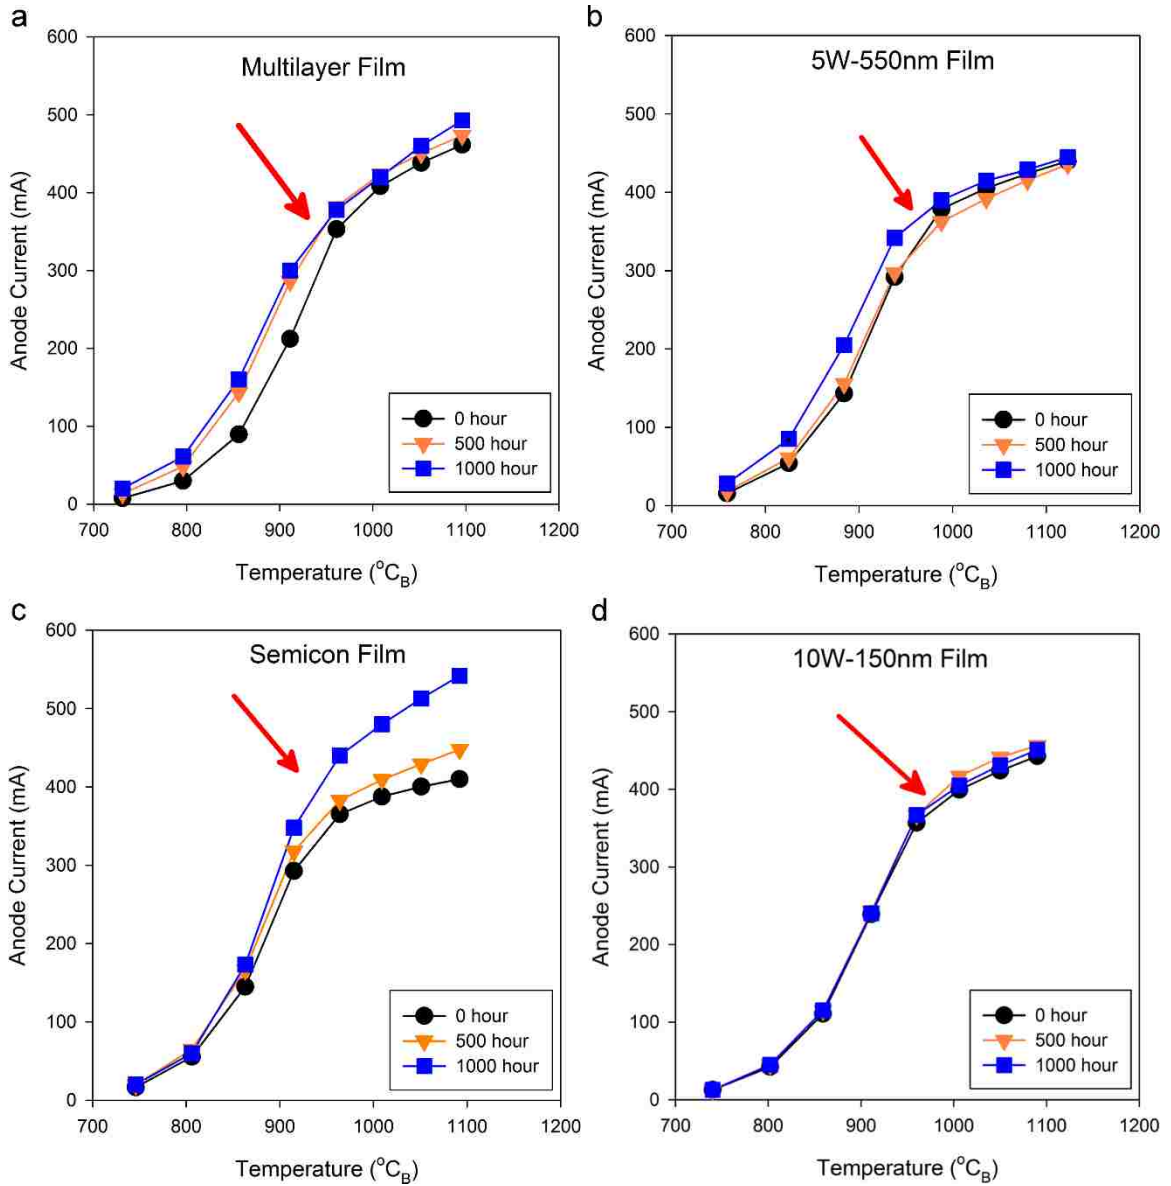 a
600
500
400
300
200
100
0
Anode Current (mA)
Multilayer Film
0 hour
500 hour
1000 hour
700 800 900 1000 1100 1200
Temperature (°C_B)
b
600
500
400
300
200
100
0
Anode Current (mA)
5W-550nm Film
0 hour
500 hour
1000 hour
700 800 900 1000 1100 1200
Temperature (°C_B)
c
600
500
400
300
200
100
0
Anode Current (mA)
Semicon Film
0 hour
500 hour
1000 hour
700 800 900 1000 1100 1200
Temperature (°C_B)
d
600
500
400
300
200
100
0
Anode Current (mA)
10W-150nm Film
0 hour
500 hour
1000 hour
700 800 900 1000 1100 1200
Temperature (°C_B)